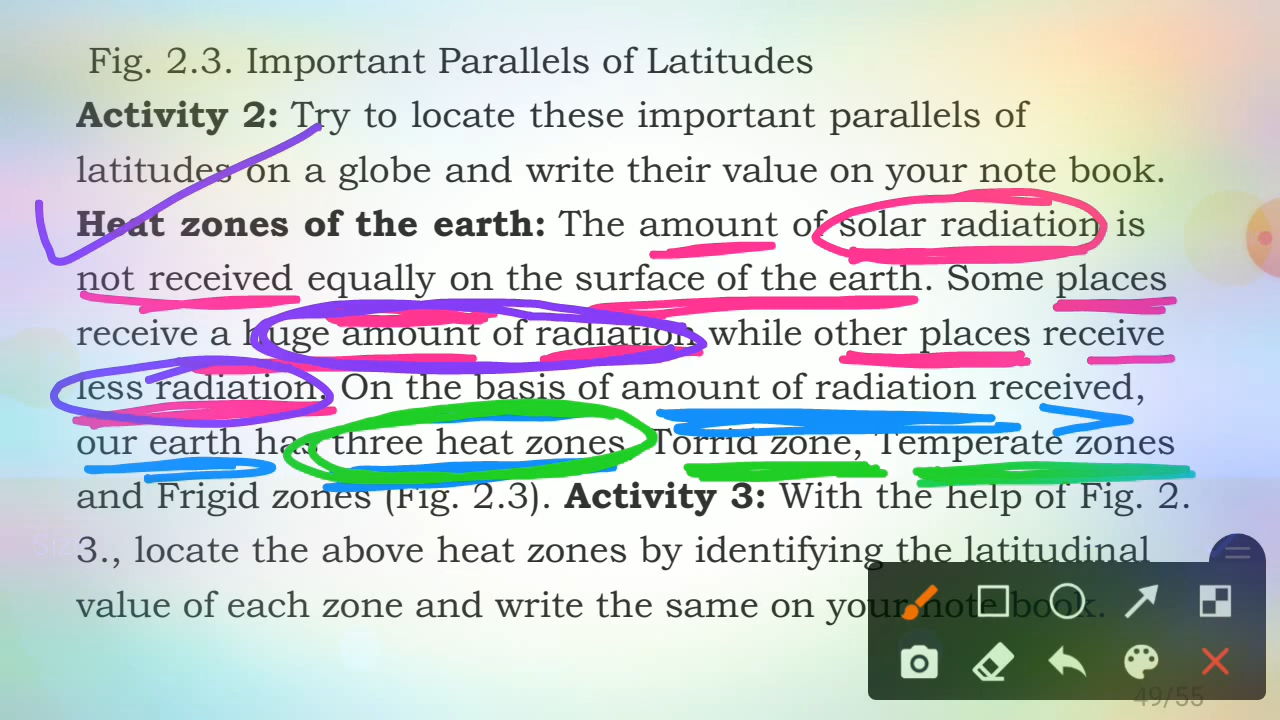 Fig. 2.3. Important Parallels of Latitudes
Activity 2: Try to locate these important parallels of
latitudes on a globe and write their value on your note book.
Heat zones of the earth: The amount of solar radiation is
not received equally on the surface of the earth. Some places
receive a huge amount of radiation while other places receive
less radiation. On the basis of amount of radiation received,
our earth has three heat zones, Torrid zone, Temperate zones
and Frigid zones (Fig. 2.3). Activity 3: With the help of Fig. 2.
3., locate the above heat zones by identifying the latitudinal
value of each zone and write the same on your note book.
49/55